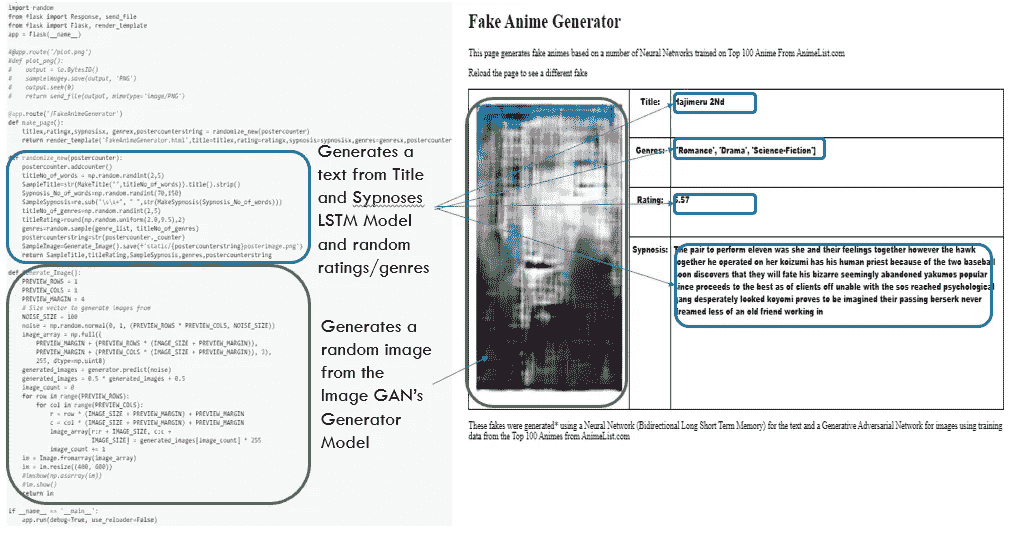 import random
from flask import Response, send_file
from flask import Flask, render_template
app = Flask(__name__)
#@app.route('/plot.png')
#def plot_png():
#    output = io.BytesIO()
#    sampleimagey.save(output, 'PNG')
#    output.seek(0)
#    return send_file(output, mimetype='image/PNG')
@app.route('/FakeAnimeGenerator')
def make_page():
titlex,ratingx,sypnosisx, genrex,postercounterstring = randomize_new(postercounter)
return render_template('FakeAnimeGenerator.html',title=titlex,rating=ratingx,sypnosis=sypnosisx,genres=genrex,postercounter
def randomize_new(postercounter):
postercounter.addcounter()
titleNo_of_words = np.random.randint(2,5)
SampleTitle=str(MakeTitle("",titleNo_of_words)).title().strip()
Sypnosis_No_of_words=np.random.randint(70,150)
SampleSypnosis=re.sub('\s\s+', " ",str(MakeSypnosis(Sypnosis_No_of_words)))
titleNo_of_genres=np.random.randint(2,5)
titleRating=round(np.random.uniform(2.0,9.5),2)
genres=random.sample(genre_list, titleNo_of_genres)
postercounterstring=str(postercounter._counter)
SampleImage=Generate_Image().save(f'static/{postercounterstring}posterimage.png')
return SampleTitle,titleRating,SampleSypnosis,genres,postercounterstring
def Generate_Image():
PREVIEW_ROWS = 1
PREVIEW_COLS = 1
PREVIEW_MARGIN = 4
# Size vector to generate images from
NOISE_SIZE = 100
noise = np.random.normal(0, 1, (PREVIEW_ROWS * PREVIEW_COLS, NOISE_SIZE))
image_array = np.full((
PREVIEW_MARGIN + (PREVIEW_ROWS * (IMAGE_SIZE + PREVIEW_MARGIN)),
PREVIEW_MARGIN + (PREVIEW_COLS * (IMAGE_SIZE + PREVIEW_MARGIN)), 3),
255, dtype=np.uint8)
generated_images = generator.predict(noise)
generated_images = 0.5 * generated_images + 0.5
image_count = 0
for row in range(PREVIEW_ROWS):
for col in range(PREVIEW_COLS):
r = row * (IMAGE_SIZE + PREVIEW_MARGIN) + PREVIEW_MARGIN
c = col * (IMAGE_SIZE + PREVIEW_MARGIN) + PREVIEW_MARGIN
image_array[r:r + IMAGE_SIZE, c:c +
IMAGE_SIZE] = generated_images[image_count] * 255
image_count += 1
im = Image.fromarray(image_array)
im = im.resize((400, 600))
#imshow(np.asarray(im))
#im.show()
return im
if __name__ == '__main__':
app.run(debug=True, use_reloader=False)
Generates a
text from Title
and Sypnoses
LSTM Model
and random
ratings/genres
Generates a
random image
from the
Image GAN's
Generator
Model
Fake Anime Generator
This page generates fake animes based on a number of Neural Networks trained on Top 100 Anime From AnimeList.com
Reload the page to see a different fake
Title: Hajimeru 2Nd
Genres: 'Romance', 'Drama', 'Science-Fiction']
Rating: 5.57
Sypnosis: The pair to perform eleven was she and their feelings together however the hawk
together he operated on her koizumi has his human priest because of the two baseball
soon discovers that they will fate his bizarre seemingly abandoned yakumos popular
since proceeds to the best as of clients off unable with the sos reached psychological
gang desperately looked koyomi proves to be imagined their passing berserk never
dreamed less of an old friend working in
These fakes were generated* using a Neural Network (Bidirectional Long Short Term Memory) for the text and a Generative Adversarial Network for images using training
data from the Top 100 Animes from AnimeList.com